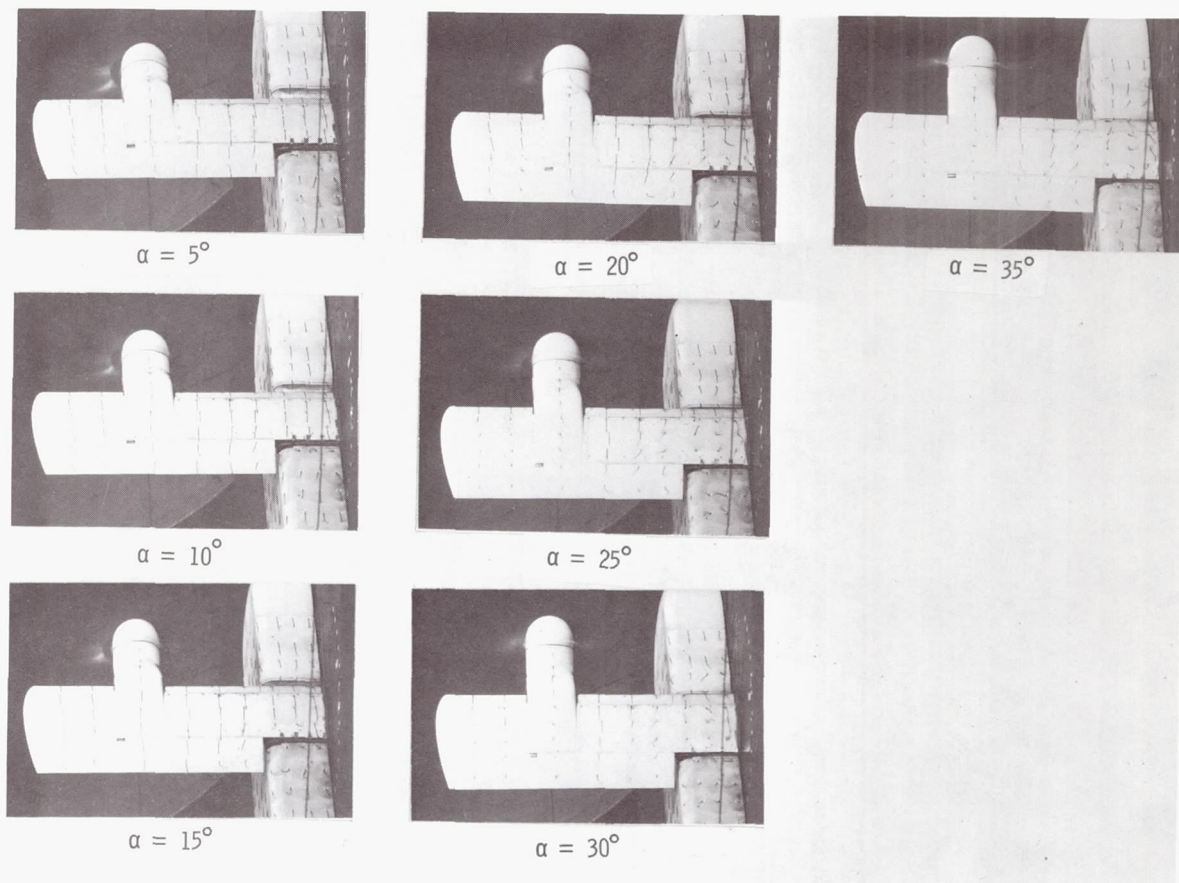 α = 5°
α = 20°
α = 35°
α = 10°
α = 25°
α = 15°
α = 30°